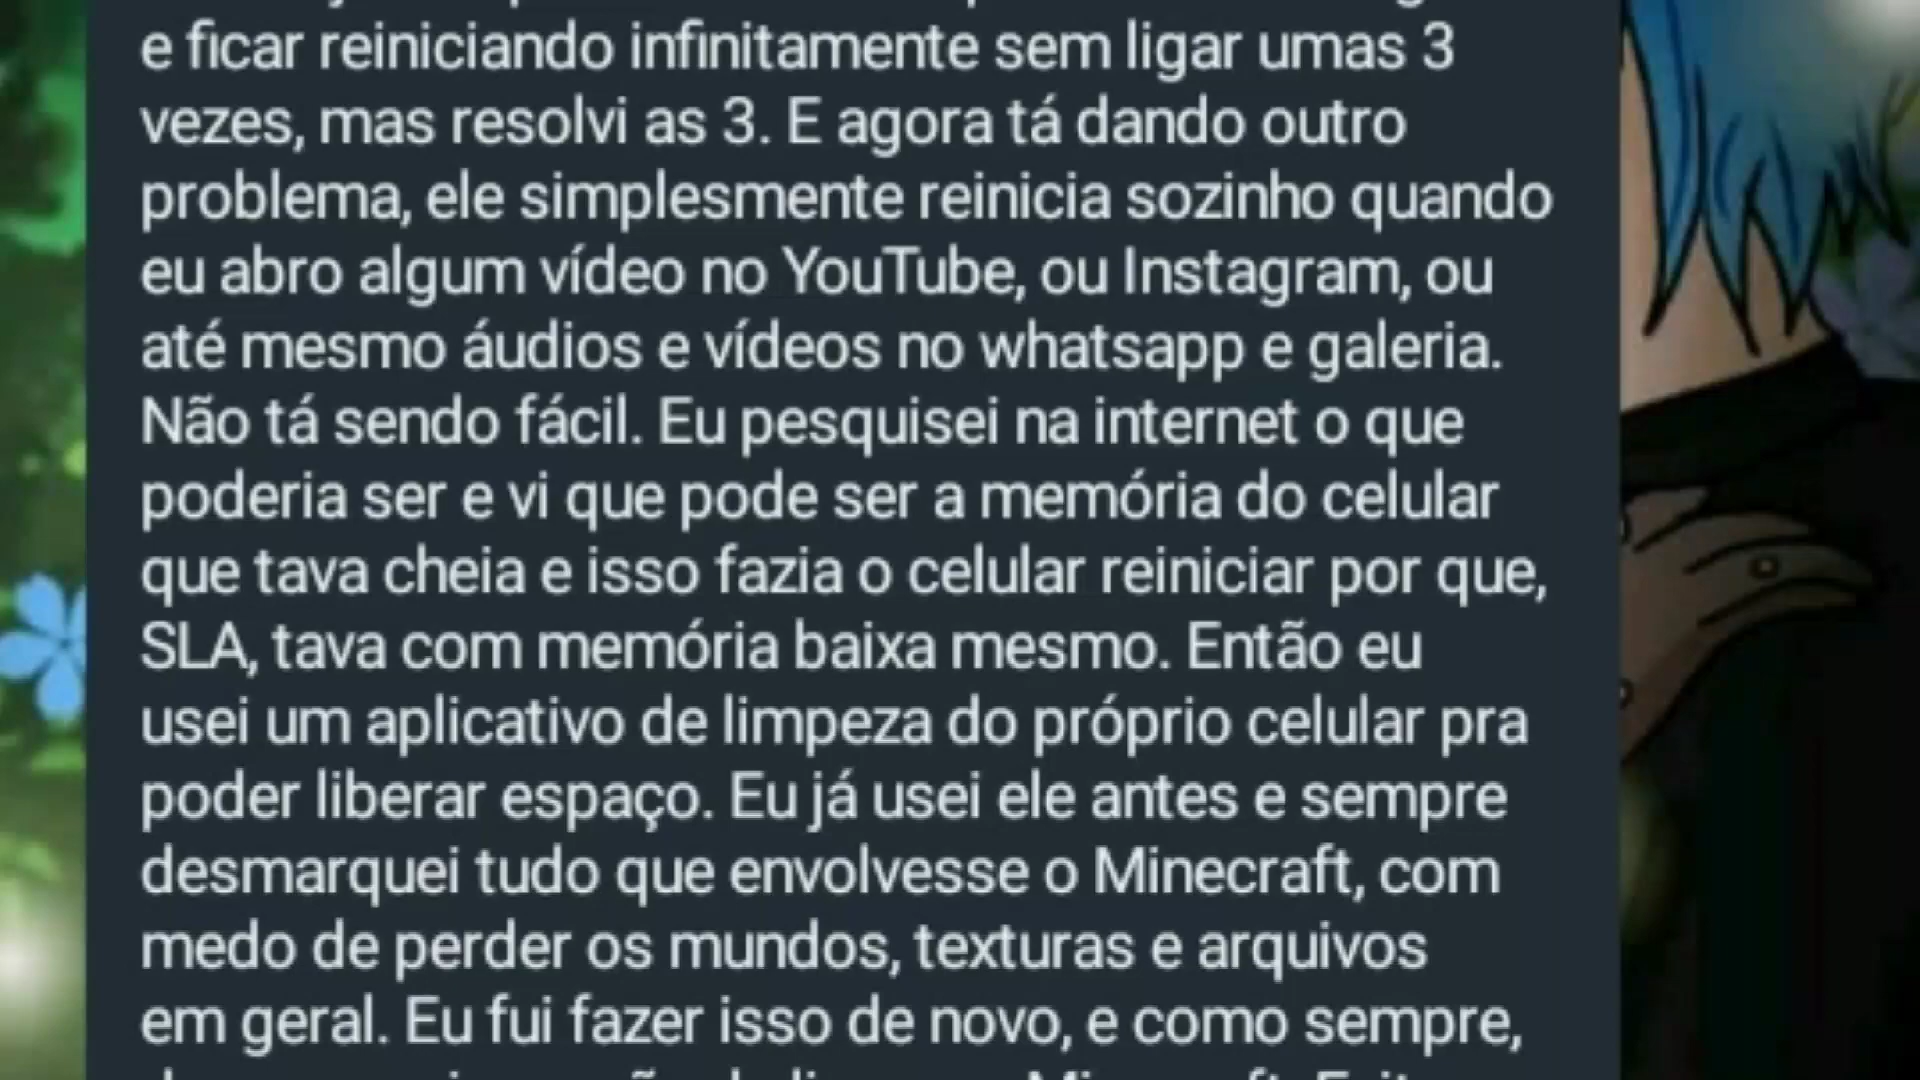 e ficar reiniciando infinitamente sem ligar umas 3
vezes, mas resolvi as 3. E agora tá dando outro
problema, ele simplesmente reinicia sozinho quando
eu abro algum vídeo no YouTube, ou Instagram, ou
até mesmo áudios e vídeos no whatsapp e galeria.
Não tá sendo fácil. Eu pesquisei na internet o que
poderia ser e vi que pode ser a memória do celular
que tava cheia e isso fazia o celular reiniciar por que,
SLA, tava com memória baixa mesmo. Então eu
usei um aplicativo de limpeza do próprio celular pra
poder liberar espaço. Eu já usei ele antes e sempre
desmarquei tudo que envolvesse o Minecraft, com
medo de perder os mundos, texturas e arquivos
em geral. Eu fui fazer isso de novo, e como sempre,